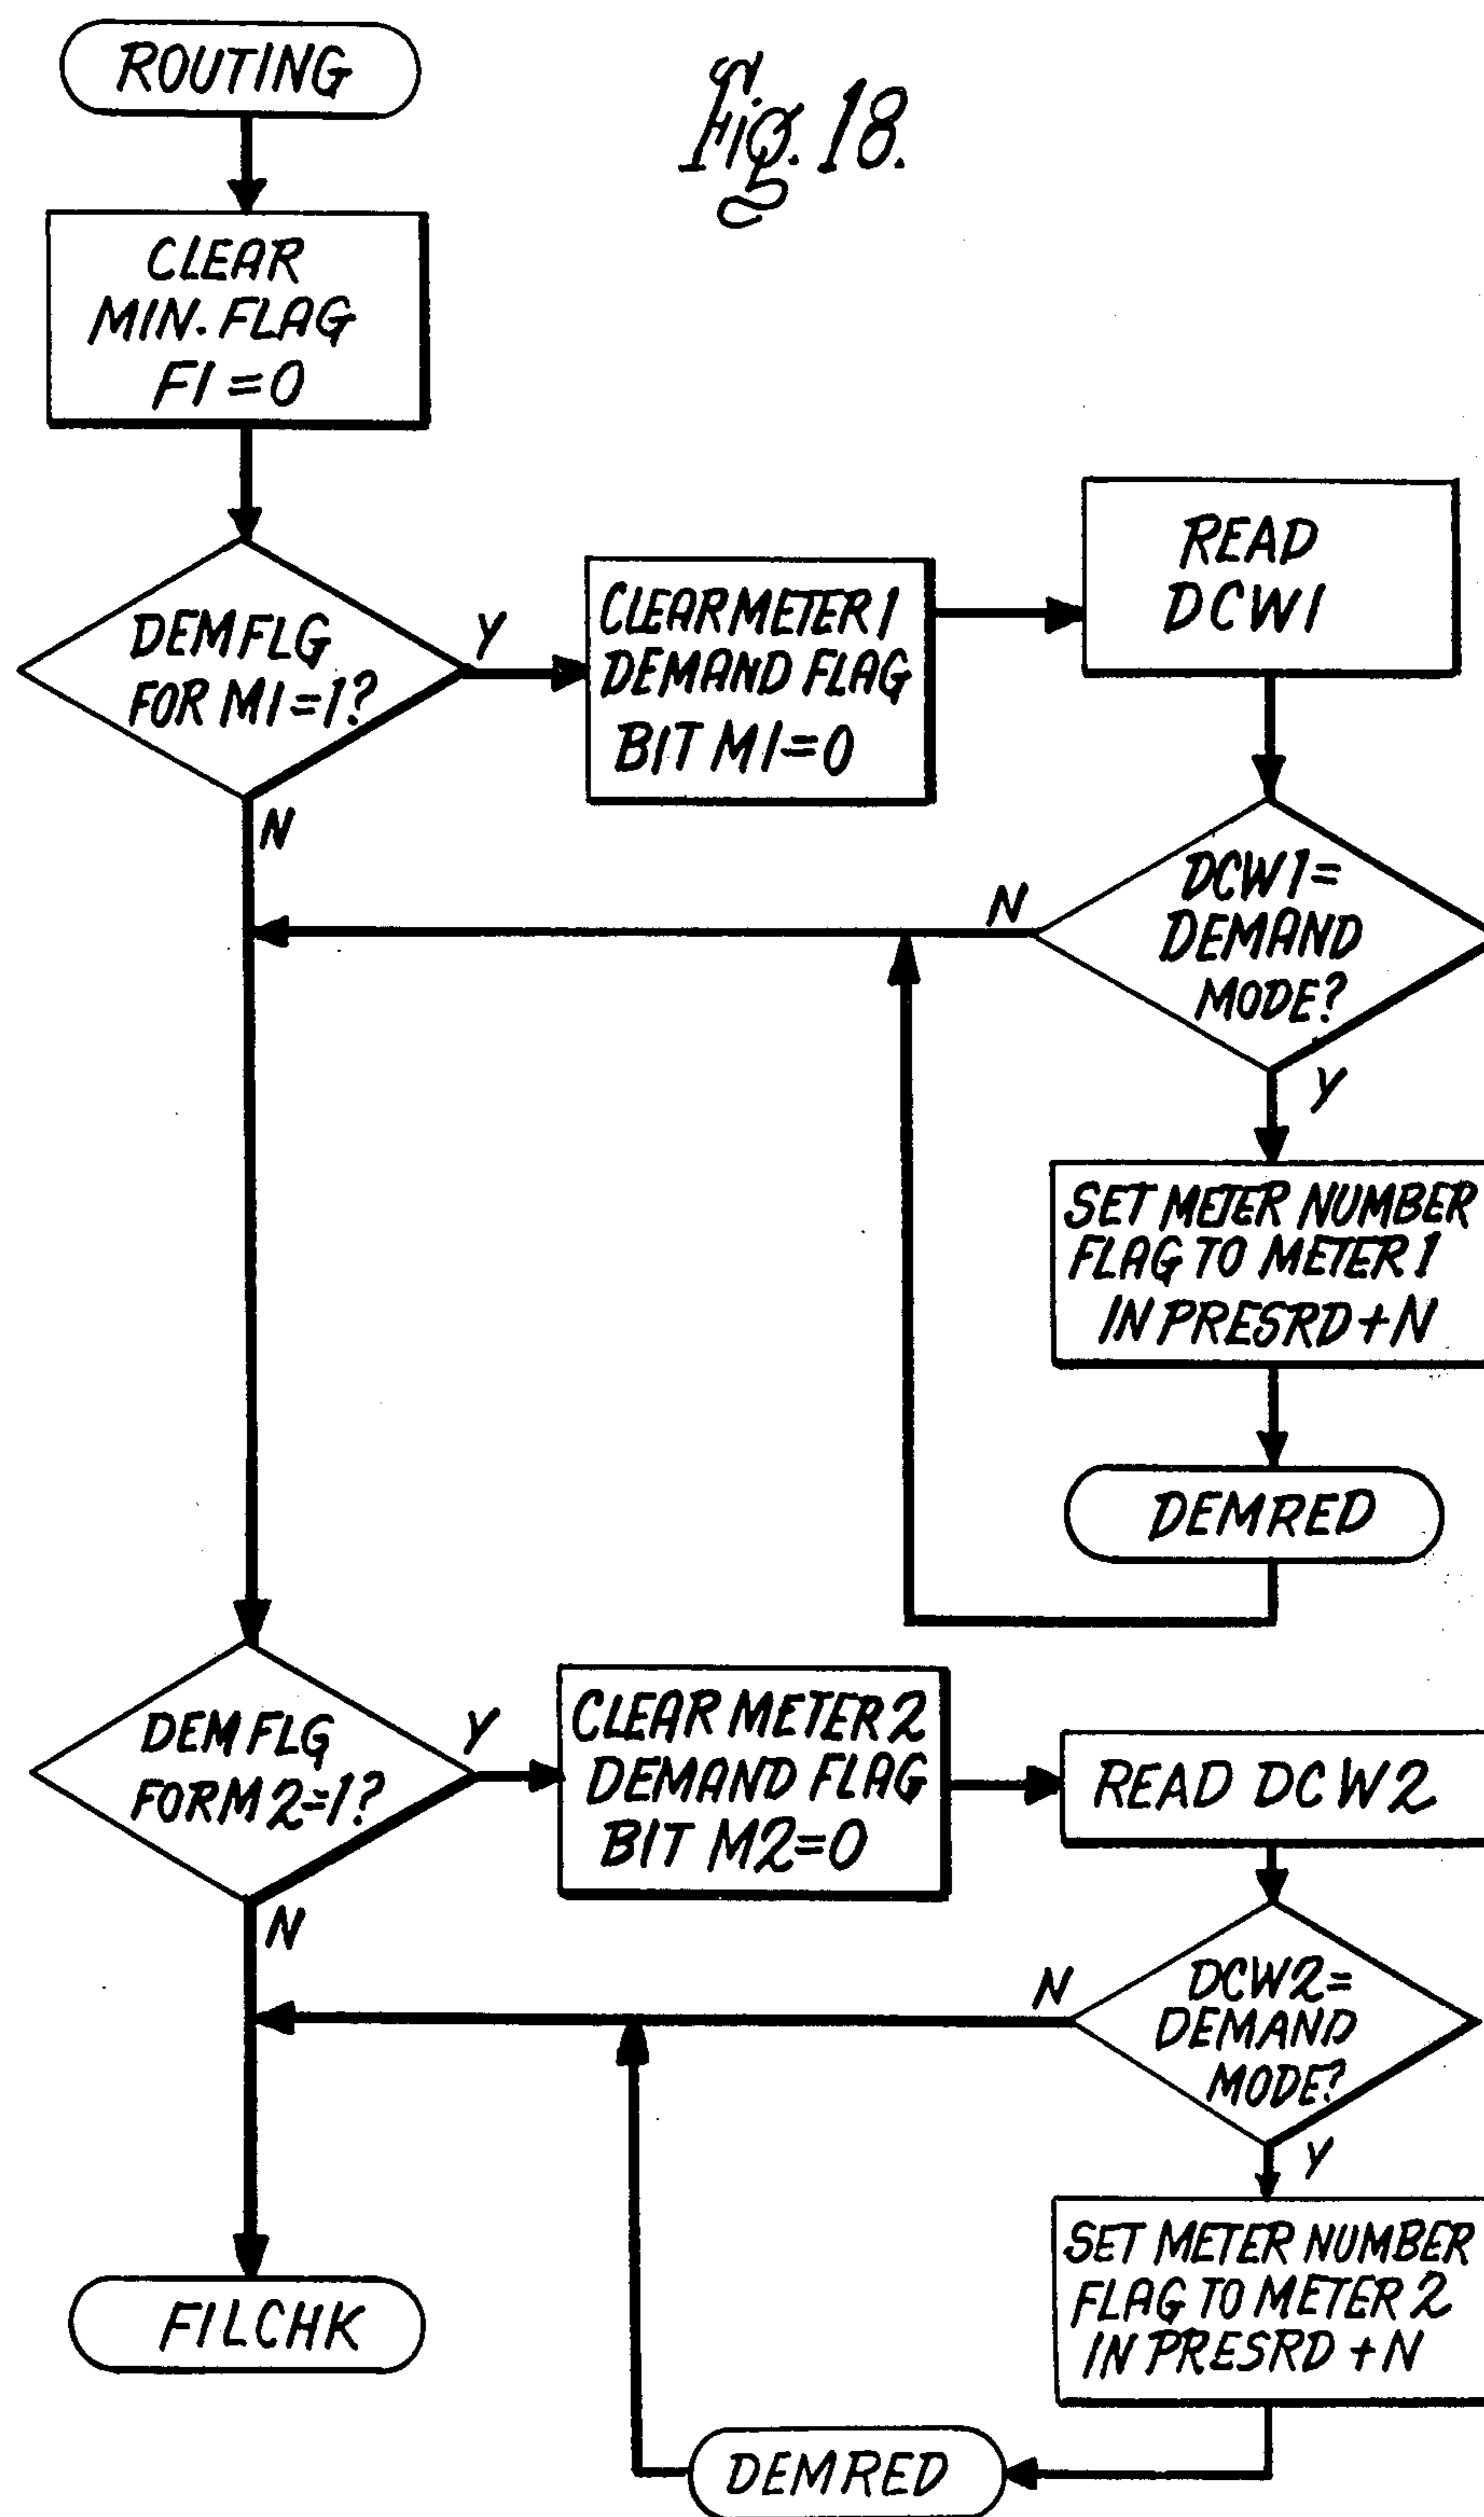 ROUTING
Fig. 18.
CLEAR
MIN. FLAG
F1=0
DEMFLG
FOR M1=1?
Y
N
CLEAR METER 1
DEMAND FLAG
BIT M1=0
READ
DCW1
DCW1=
DEMAND
MODE?
N
Y
SET METER NUMBER
FLAG TO METER 1
IN PRESRD+N
DEMRED
DEM FLG
FOR M2=1?
Y
N
CLEAR METER 2
DEMAND FLAG
BIT M2=0
READ DCW2
DCW2=
DEMAND
MODE?
N
Y
SET METER NUMBER
FLAG TO METER 2
IN PRESRD +N
DEMRED
FILCHK